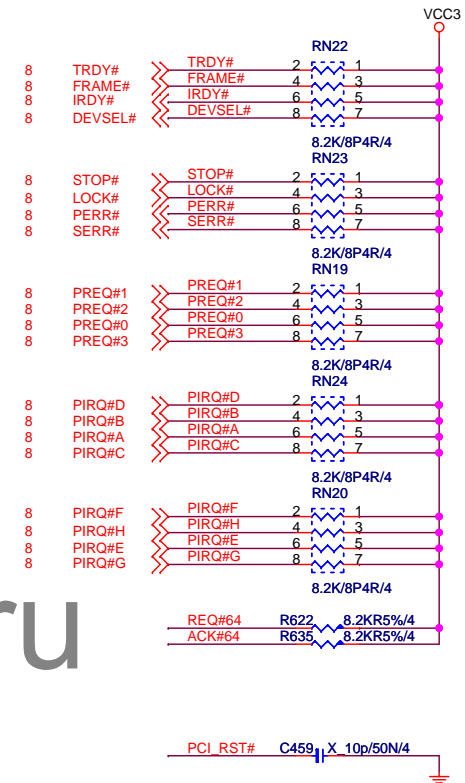 VCC3
RN22
8 TRDY# TRDY# 2 1
8 FRAME# FRAME# 4 3
8 IRDY# IRDY# 6 5
8 DEVSEL# DEVSEL# 8 7
8.2K/8P4R/4
RN23
8 STOP# STOP# 2 1
8 LOCK# LOCK# 4 3
8 PERR# PERR# 6 5
8 SERR# SERR# 8 7
8.2K/8P4R/4
RN19
8 PREQ#1 PREQ#1 2 1
8 PREQ#2 PREQ#2 4 3
8 PREQ#0 PREQ#0 6 5
8 PREQ#3 PREQ#3 8 7
8.2K/8P4R/4
RN24
8 PIRQ#D PIRQ#D 2 1
8 PIRQ#B PIRQ#B 4 3
8 PIRQ#A PIRQ#A 6 5
8 PIRQ#C PIRQ#C 8 7
8.2K/8P4R/4
RN20
8 PIRQ#F PIRQ#F 2 1
8 PIRQ#H PIRQ#H 4 3
8 PIRQ#E PIRQ#E 6 5
8 PIRQ#G PIRQ#G 8 7
8.2K/8P4R/4
ru
REQ#64 R622 8.2KR5%/4
ACK#64 R635 8.2KR5%/4
PCI_RST# C459 X_10p/50N/4